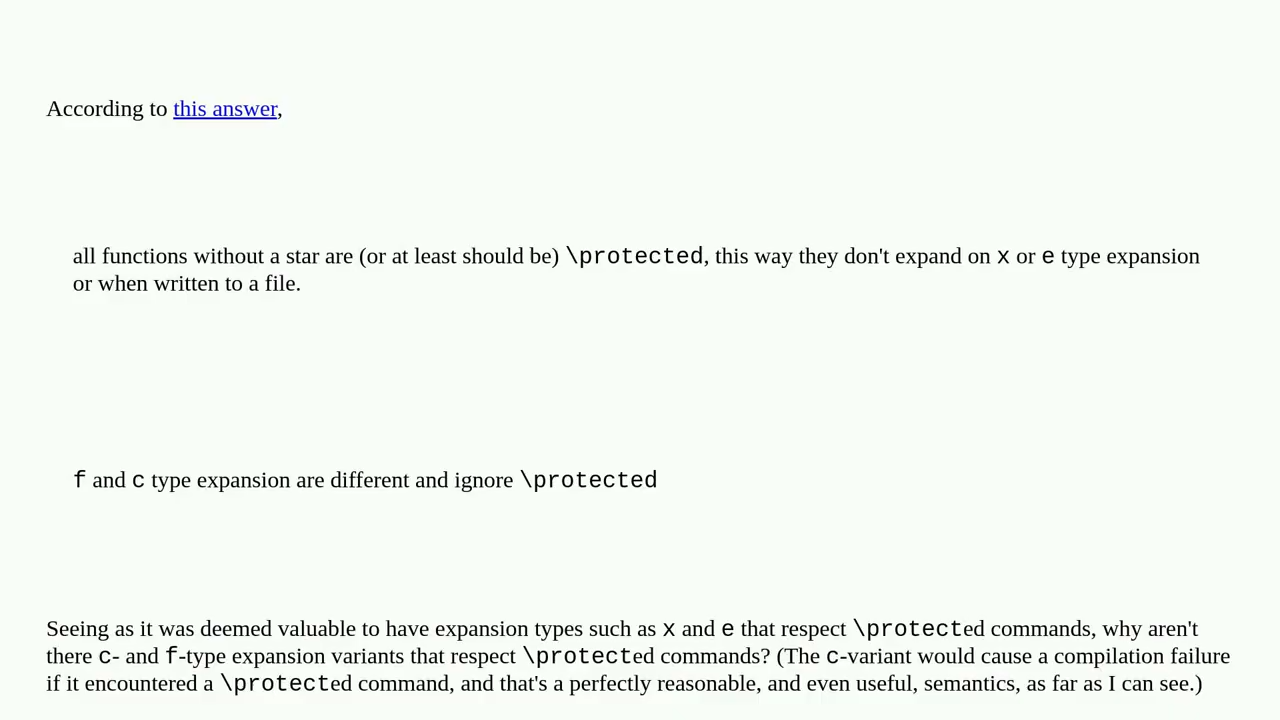 According to this answer,
all functions without a star are (or at least should be) \protected, this way they don't expand on x or e type expansion
or when written to a file.
f and c type expansion are different and ignore \protected
Seeing as it was deemed valuable to have expansion types such as x and e that respect \protected commands, why aren't
there c- and f-type expansion variants that respect \protected commands? (The c-variant would cause a compilation failure
if it encountered a \protected command, and that's a perfectly reasonable, and even useful, semantics, as far as I can see.)